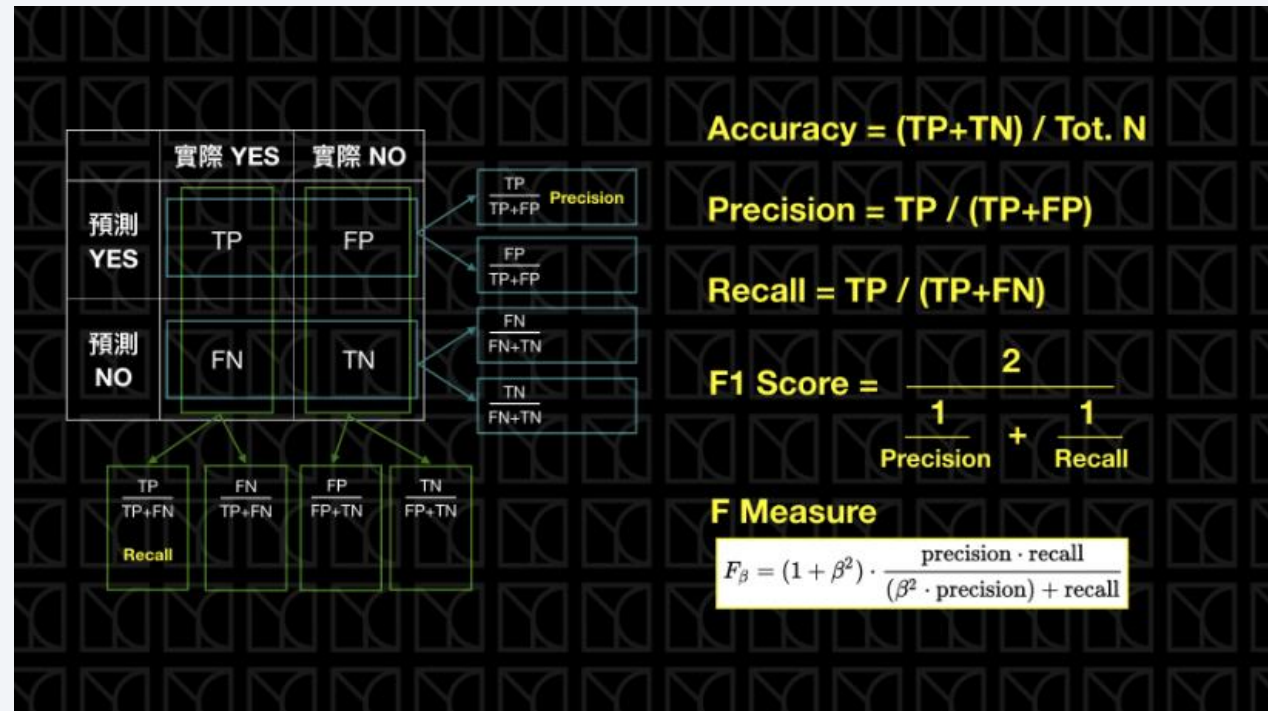 實際 YES 實際 NO
預測
YES
TP FP
預測
NO
FN TN
TP
TP+FP
Precision
FP
TP+FP
FN
FN+TN
TN
FN+TN
TP
TP+FN
Recall
FN
TP+FN
FP
FP+TN
TN
FP+TN
Accuracy = (TP+TN) / Tot. N
Precision = TP / (TP+FP)
Recall = TP / (TP+FN)
F1 Score =
2
1
Precision
+
1
Recall
F Measure
Fβ = (1 + β²) · precision · recall
(β² · precision) + recall